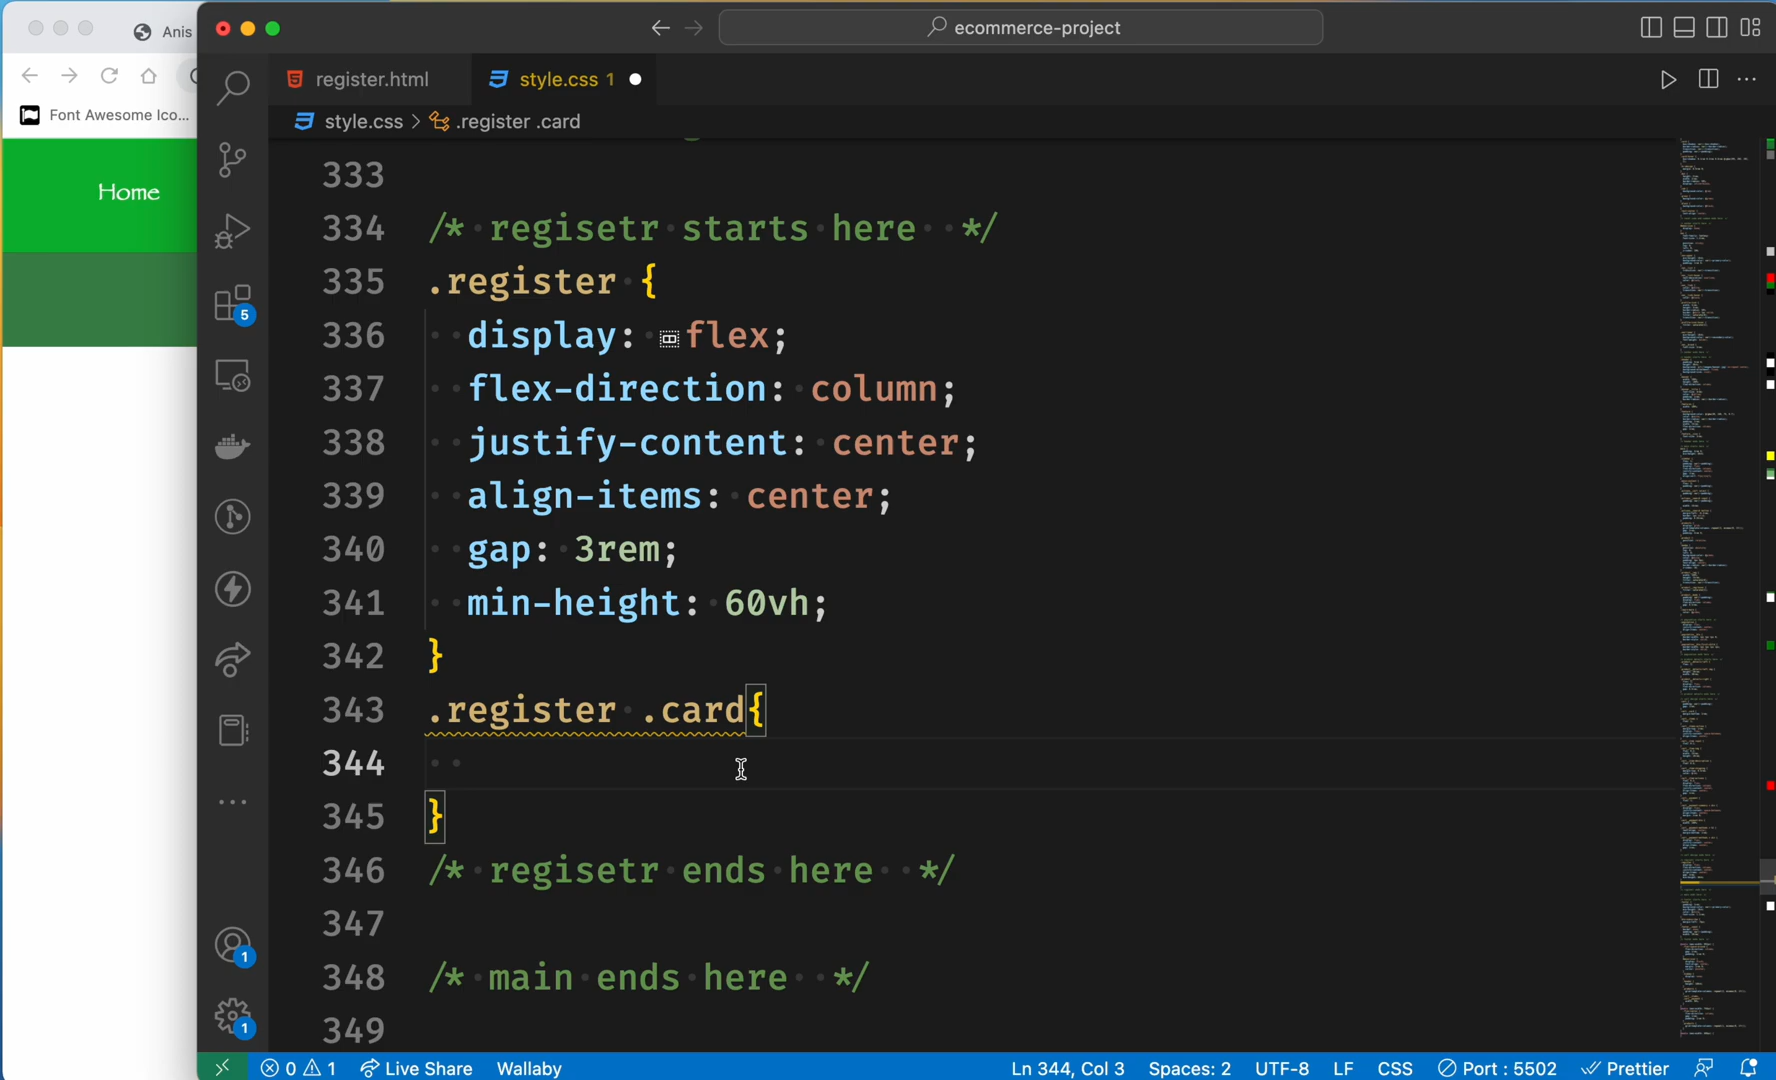 Anis
ecommerce-project
register.html
style.css 1
Font Awesome Ico...
style.css > .register .card
Home
333
334 /* regisetr starts here */
335 .register {
336 display: flex;
337 flex-direction: column;
338 justify-content: center;
339 align-items: center;
340 gap: 3rem;
341 min-height: 60vh;
342 }
343 .register .card{
344
345 }
346 /* regisetr ends here */
347
348 /* main ends here */
349
5
1
1
0 1 Live Share Wallaby Ln 344, Col 3 Spaces: 2 UTF-8 LF CSS Port : 5502 Prettier